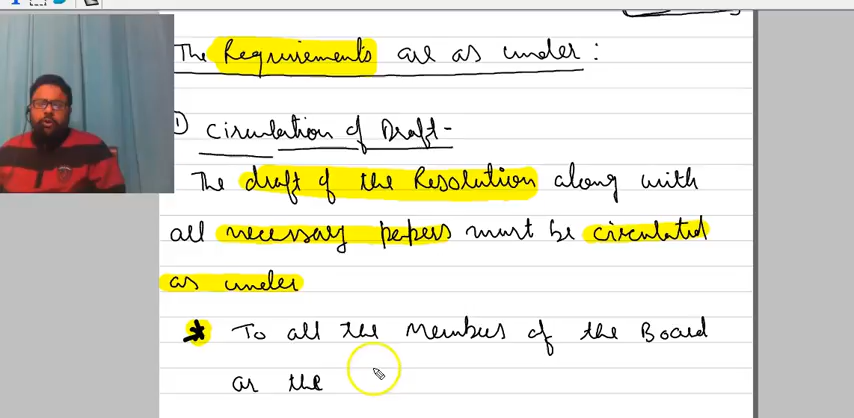 The Requirements are as under :
1) Circulation of Draft -
The draft of the Resolution along with
all necessary papers must be circulated
as under
* To all the Members of the Board
or the